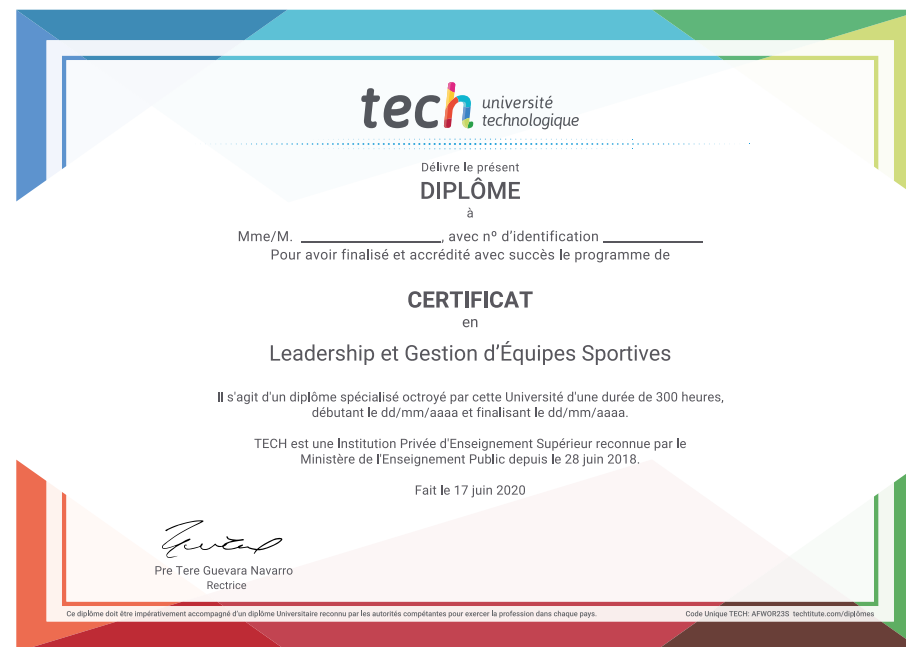 tech université
technologique
Délivre le présent
DIPLÔME
à
Mme/M. ____________________, avec nº d'identification ______________
Pour avoir finalisé et accrédité avec succès le programme de
CERTIFICAT
en
Leadership et Gestion d'Équipes Sportives
Il s'agit d'un diplôme spécialisé octroyé par cette Université d'une durée de 300 heures,
débutant le dd/mm/aaaa et finalisant le dd/mm/aaaa.
TECH est une Institution Privée d'Enseignement Supérieur reconnue par le
Ministère de l'Enseignement Public depuis le 28 juin 2018.
Fait le 17 juin 2020
Pre Tere Guevara Navarro
Rectrice
Ce diplôme doit être impérativement accompagné d'un diplôme Universitaire reconnu par les autorités compétantes pour exercer la profession dans chaque pays.
Code Unique TECH: AFWOR23S techtitute.com/diplômes